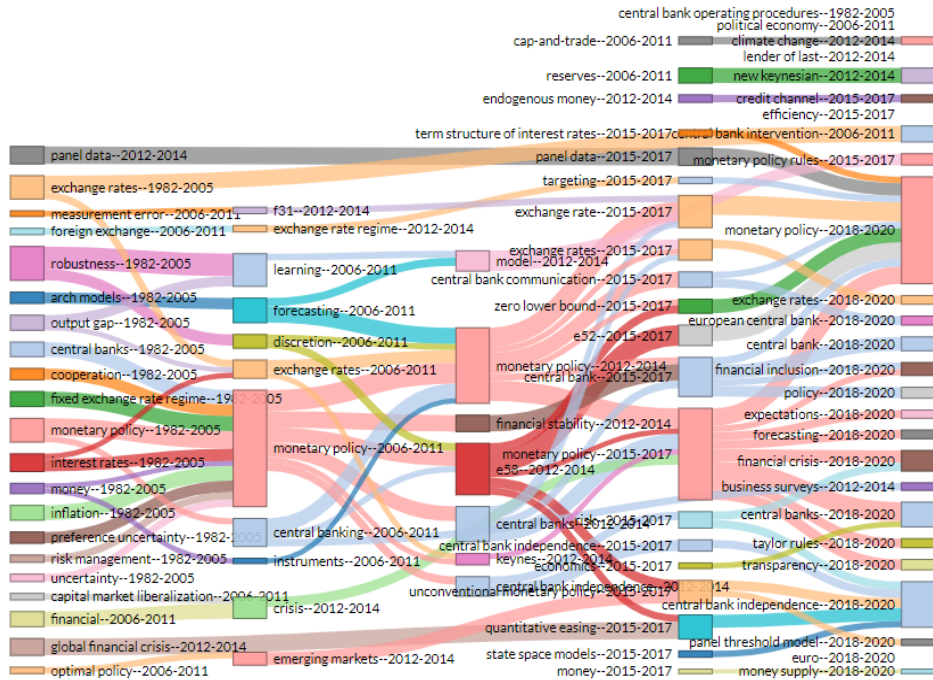 central bank operating procedures--1982-2005
political economy--2006-2011
cap-and-trade--2006-2011
climate change--2012-2014
lender of last--2012-2014
reserves--2006-2011
new keynesian--2012-2014
endogenous money--2012-2014
credit channel--2015-2017
efficiency--2015-2017
term structure of interest rates--2015-2017
central bank intervention--2006-2011
panel data--2012-2014
panel data--2015-2017
monetary policy rules--2015-2017
exchange rates--1982-2005
targeting--2015-2017
measurement error--2006-2011
f31--2012-2014
exchange rate--2015-2017
foreign exchange--2006-2011
exchange rate regime--2012-2014
monetary policy--2018-2020
exchange rates--2015-2017
robustness--1982-2005
learning--2006-2011
model--2012-2014
central bank communication--2015-2017
arch models--1982-2005
forecasting--2006-2011
zero lower bound--2015-2017
exchange rates--2018-2020
output gap--1982-2005
european central bank--2018-2020
discretion--2006-2011
e52--2015-2017
central banks--1982-2005
central bank--2018-2020
exchange rates--2006-2011
monetary policy--2012-2014
cooperation--1982-2005
central bank--2015-2017
financial inclusion--2018-2020
fixed exchange rate regime--1982-2005
policy--2018-2020
expectations--2018-2020
monetary policy--1982-2005
financial stability--2012-2014
forecasting--2018-2020
monetary policy--2006-2011
monetary policy--2015-2017
interest rates--1982-2005
e58--2012-2014
financial crisis--2018-2020
money--1982-2005
business surveys--2012-2014
inflation--1982-2005
central banks--2012-2014
risk--2015-2017
central banks--2018-2020
preference uncertainty--1982-2005
central banking--2006-2011
central bank independence--2015-2017
taylor rules--2018-2020
risk management--1982-2005
instruments--2006-2011
keynes--2012-2014
economics--2015-2017
transparency--2018-2020
uncertainty--1982-2005
central bank independence--2012-2014
unconventional monetary policy--2015-2017
capital market liberalization--2006-2011
crisis--2012-2014
central bank independence--2018-2020
financial--2006-2011
quantitative easing--2015-2017
panel threshold model--2018-2020
global financial crisis--2012-2014
emerging markets--2012-2014
state space models--2015-2017
euro--2018-2020
optimal policy--2006-2011
money--2015-2017
money supply--2018-2020